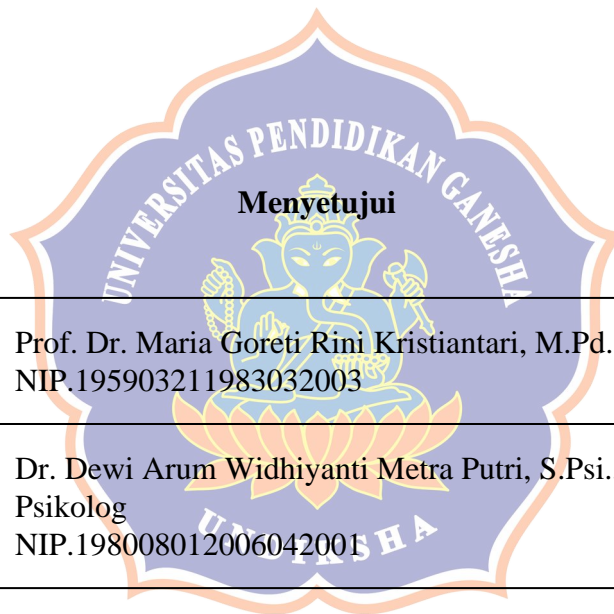 UNIVERSITAS PENDIDIKAN GANESHA
Menyetujui
Prof. Dr. Maria Goreti Rini Kristiantari, M.Pd.
NIP.195903211983032003
Dr. Dewi Arum Widhiyanti Metra Putri, S.Psi.
Psikolog
NIP.198008012006042001
UNDIKSHA